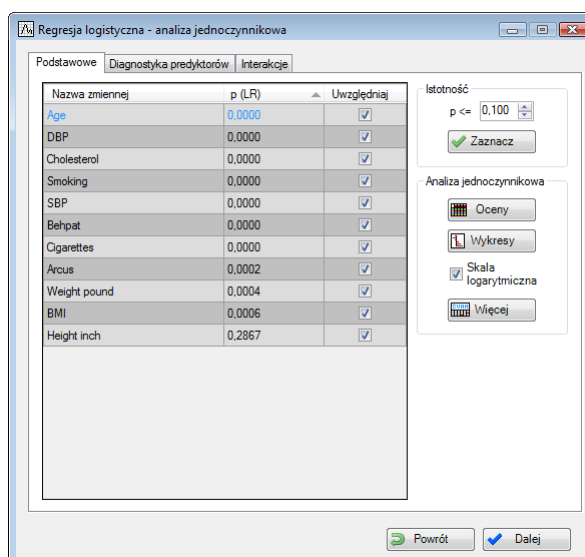 Regresja logistyczna - analiza jednoczynnikowa
Podstawowe Diagnostyka predyktorów Interakcje
Nazwa zmiennej p (LR) Uwzględniaj
Age 0,0000
DBP 0,0000
Cholesterol 0,0000
Smoking 0,0000
SBP 0,0000
Behpat 0,0000
Cigarettes 0,0000
Arcus 0,0002
Weight pound 0,0004
BMI 0,0006
Height inch 0,2867
Istotność
p <= 0,100
Zaznacz
Analiza jednoczynnikowa
Oceny
Wykresy
Skala
logarytmiczna
Więcej
Powrót Dalej